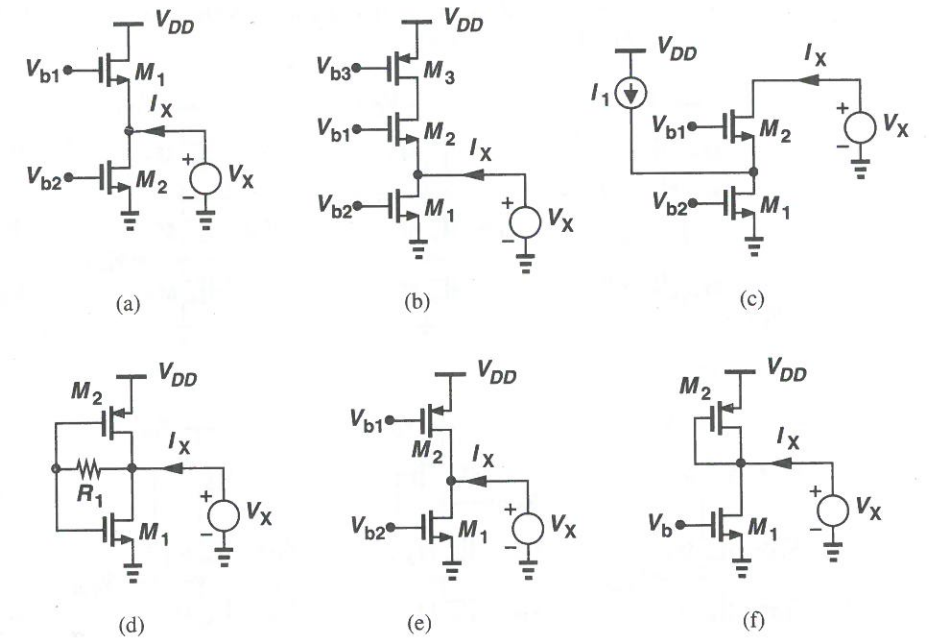 V_DD
V_b1 M_1
I_X
V_b2 M_2
+
V_X
−
(a)
V_DD
V_b3 M_3
V_b1 M_2
I_X
V_b2 M_1
+
V_X
−
(b)
V_DD
I_1
I_X
V_b1 M_2
+
V_X
−
V_b2 M_1
(c)
V_DD
M_2
I_X
R_1
+
V_X
−
M_1
(d)
V_DD
V_b1
M_2
I_X
V_b2 M_1
+
V_X
−
(e)
V_DD
M_2
I_X
+
V_X
−
V_b M_1
(f)